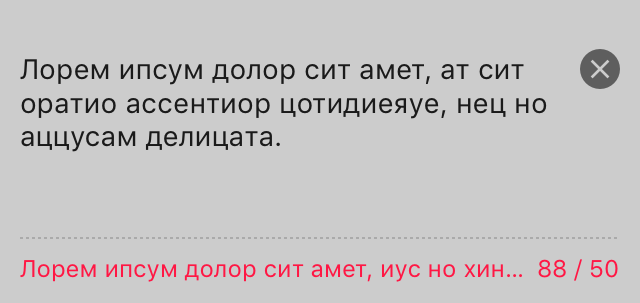 Лорем ипсум долор сит амет, ат сит
оратио ассентиор цотидиеяуе, нец но
аццусам делицата.
Лорем ипсум долор сит амет, иус но хин... 88 / 50